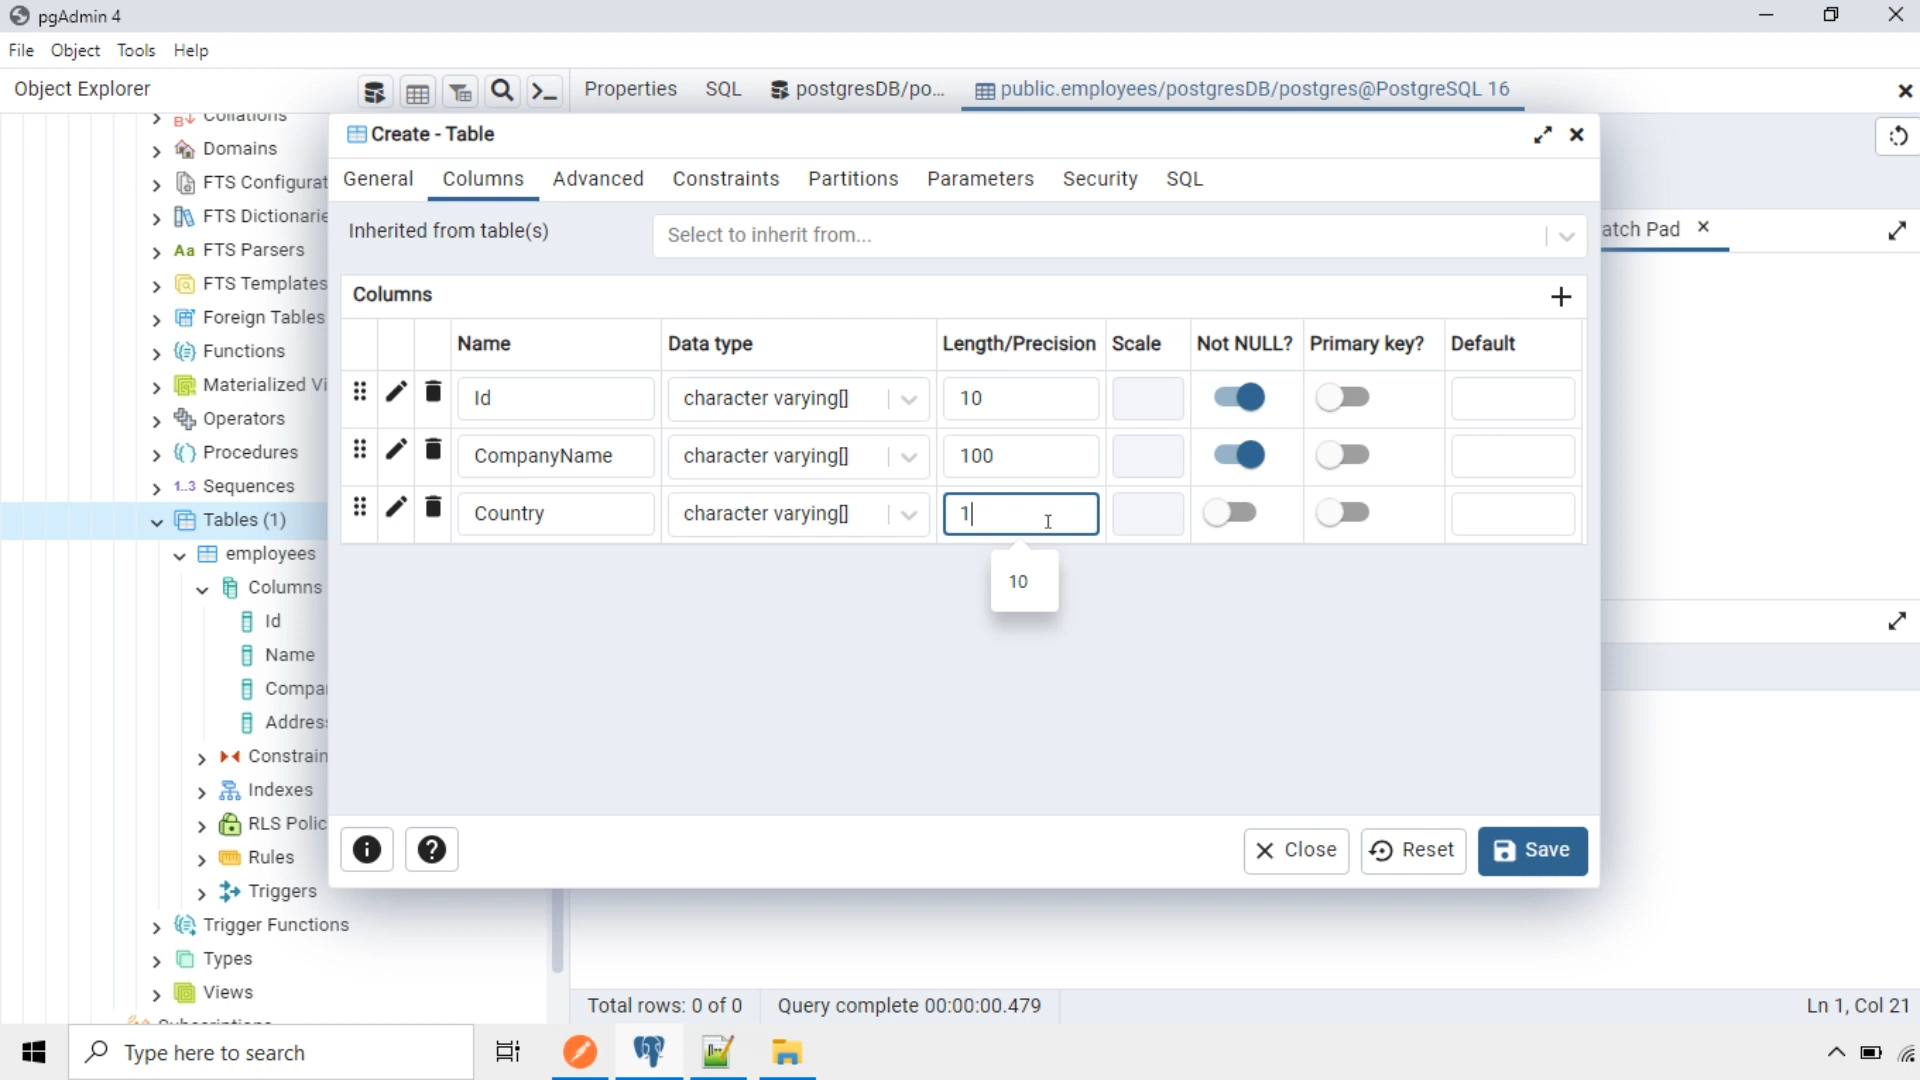 pgAdmin 4
File Object Tools Help
Object Explorer
Properties SQL postgresDB/po... public.employees/postgresDB/postgres@PostgreSQL 16
Create - Table
General Columns Advanced Constraints Partitions Parameters Security SQL
Inherited from table(s) Select to inherit from...
Columns
Name Data type Length/Precision Scale Not NULL? Primary key? Default
Id character varying[] 10
CompanyName character varying[] 100
Country character varying[] 1
10
Close Reset Save
Collations
Domains
FTS Configurat
FTS Dictionarie
Aa FTS Parsers
FTS Templates
Foreign Tables
Functions
Materialized Vi
Operators
Procedures
1..3 Sequences
Tables (1)
employees
Columns
Id
Name
Compa
Addres
Constrain
Indexes
RLS Polic
Rules
Triggers
Trigger Functions
Types
Views
atch Pad
Total rows: 0 of 0 Query complete 00:00:00.479 Ln 1, Col 21
Type here to search